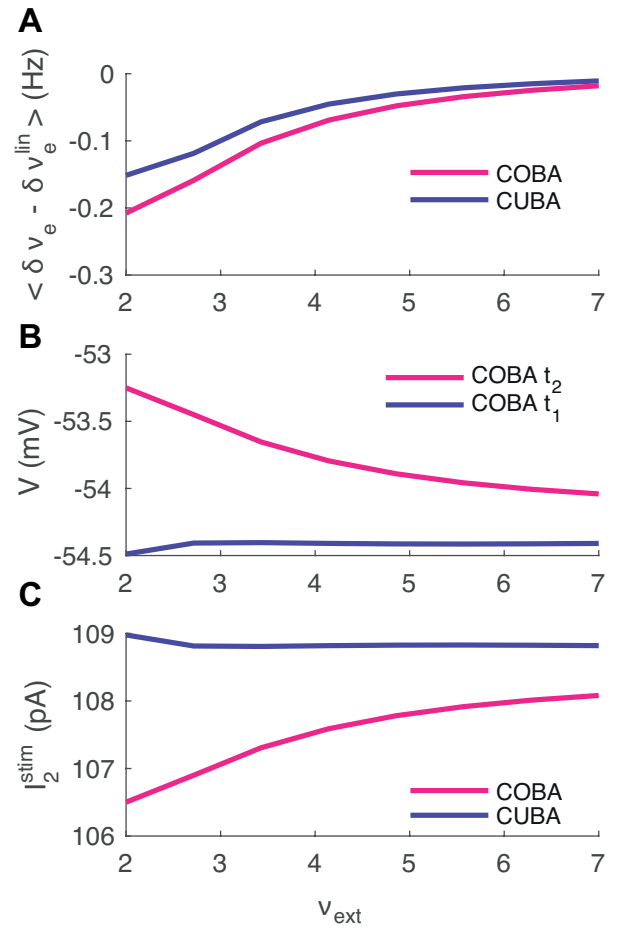 A
< δ ν_e - δ ν_e^lin > (Hz)
0
-0.1
-0.2
-0.3
COBA
CUBA
2 3 4 5 6 7
B
V (mV)
-53
-53.5
-54
-54.5
COBA t_2
COBA t_1
2 3 4 5 6 7
C
I_2^stim (pA)
109
108
107
106
COBA
CUBA
2 3 4 5 6 7
ν_ext